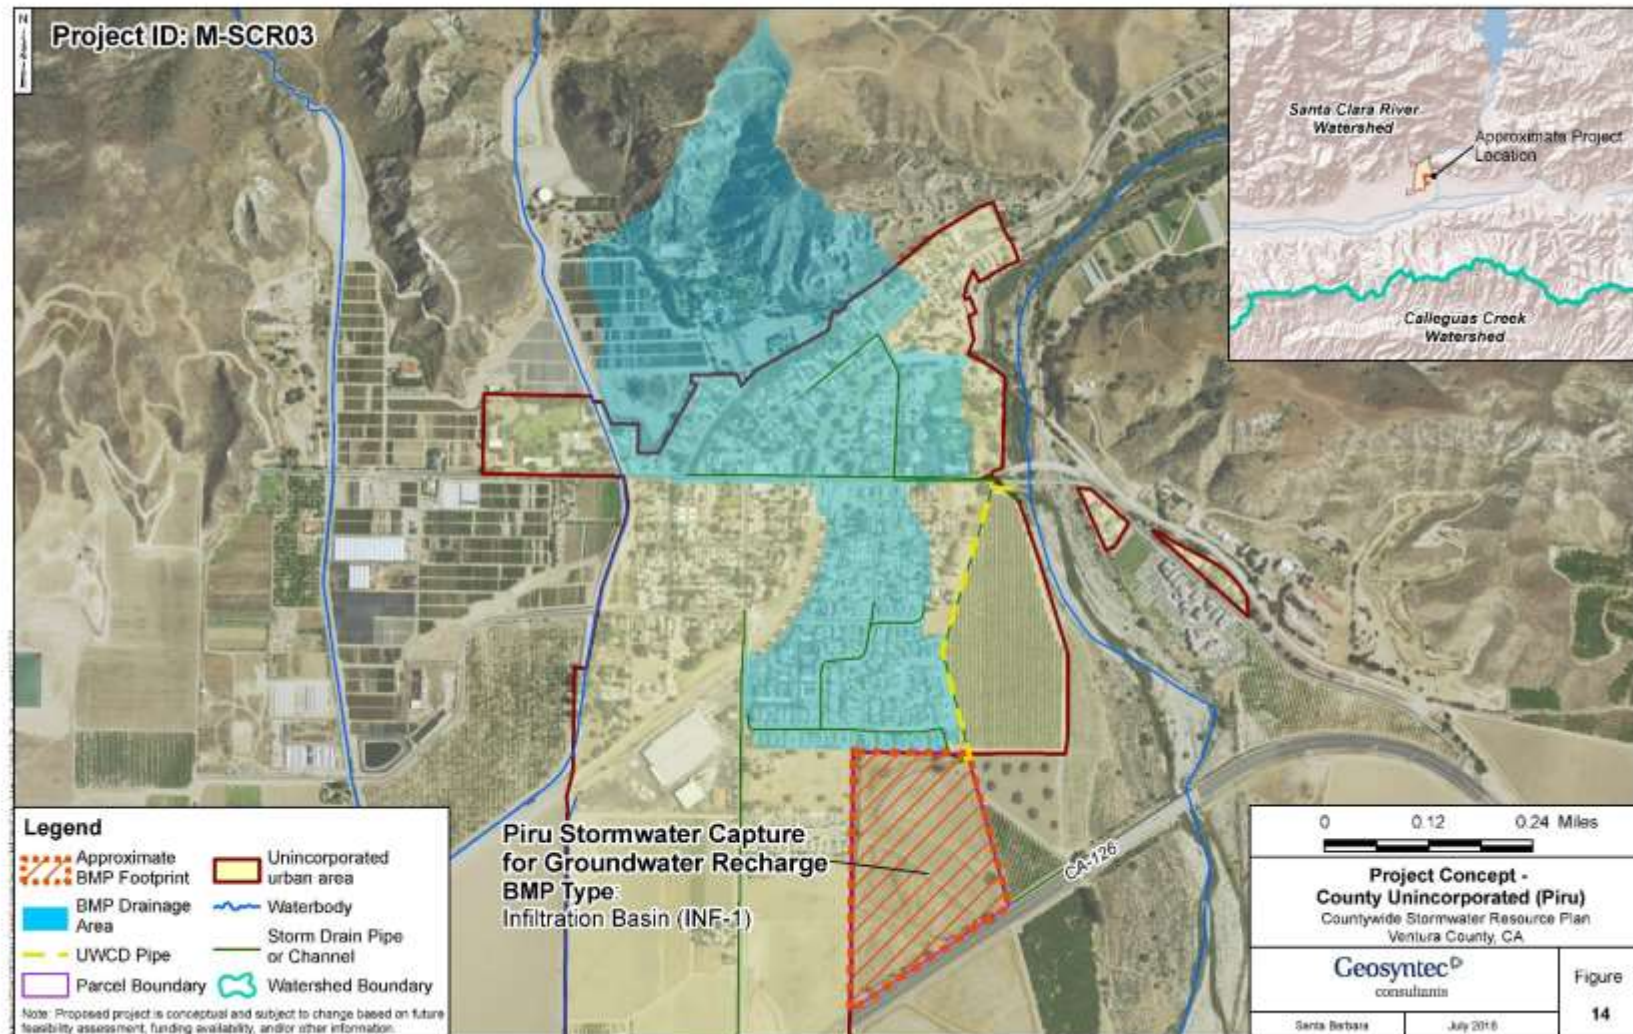 N
Project ID: M-SCR03
Santa Clara River
Watershed
Approximate Project
Location
Calleguas Creek
Watershed
CA-126
Piru Stormwater Capture
for Groundwater Recharge
BMP Type:
Infiltration Basin (INF-1)
Legend
Approximate
BMP Footprint
BMP Drainage
Area
UWCD Pipe
Parcel Boundary
Unincorporated
urban area
Waterbody
Storm Drain Pipe
or Channel
Watershed Boundary
Note: Proposed project is conceptual and subject to change based on future
feasibility assessment, funding availability, and/or other information.
0 0.12 0.24 Miles
Project Concept -
County Unincorporated (Piru)
Countywide Stormwater Resource Plan
Ventura County, CA
Geosyntec
consultants
Figure
14
Santa Barbara
July 2016